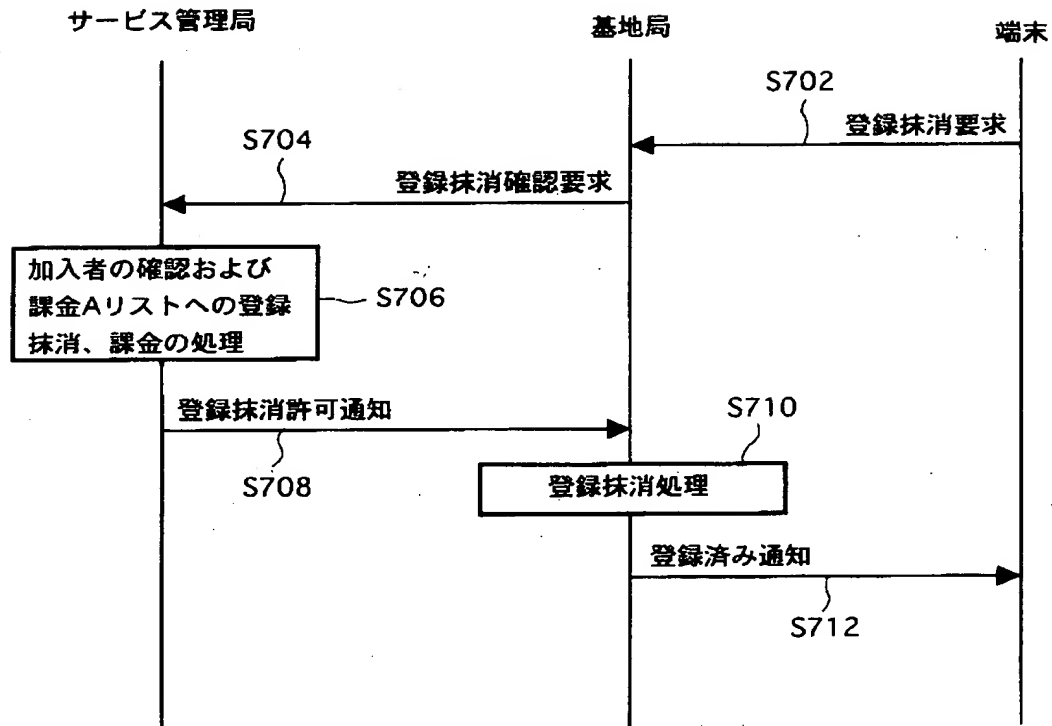 サービス管理局
基地局
端末
S702
登録抹消要求
S704
登録抹消確認要求
加入者の確認および
課金Aリストへの登録
抹消、課金の処理
S706
登録抹消許可通知
S708
S710
登録抹消処理
登録済み通知
S712